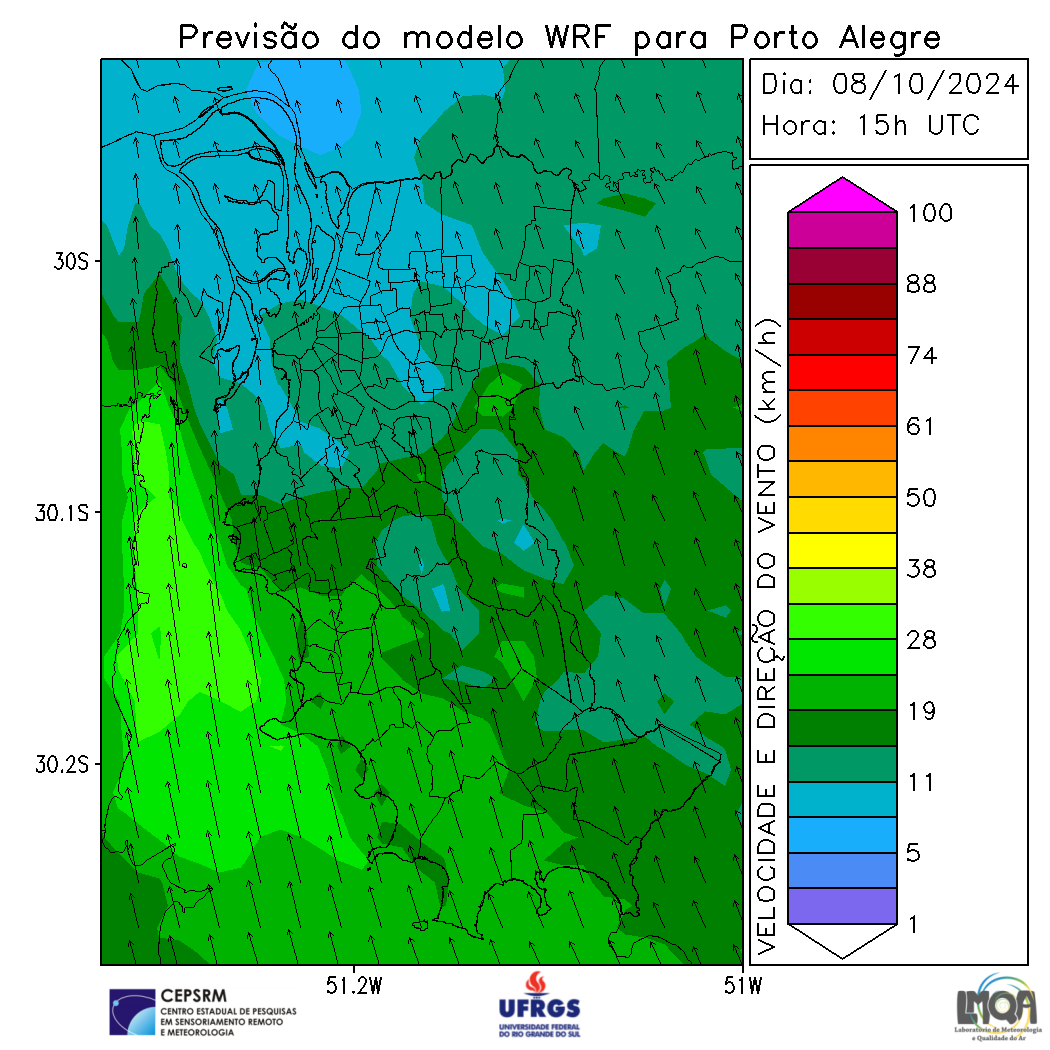 Previsão do modelo WRF para Porto Alegre
Dia: 08/10/2024
Hora: 15h UTC
30S
30.1S
30.2S
51.2W
51W
VELOCIDADE E DIREÇÃO DO VENTO (km/h)
100
88
74
61
50
38
28
19
11
5
1
CEPSRM
CENTRO ESTADUAL DE PESQUISAS
EM SENSORIAMENTO REMOTO
E METEOROLOGIA
UFRGS
UNIVERSIDADE FEDERAL
DO RIO GRANDE DO SUL
LMQA
Laboratório de Meteorologia
e Qualidade do Ar